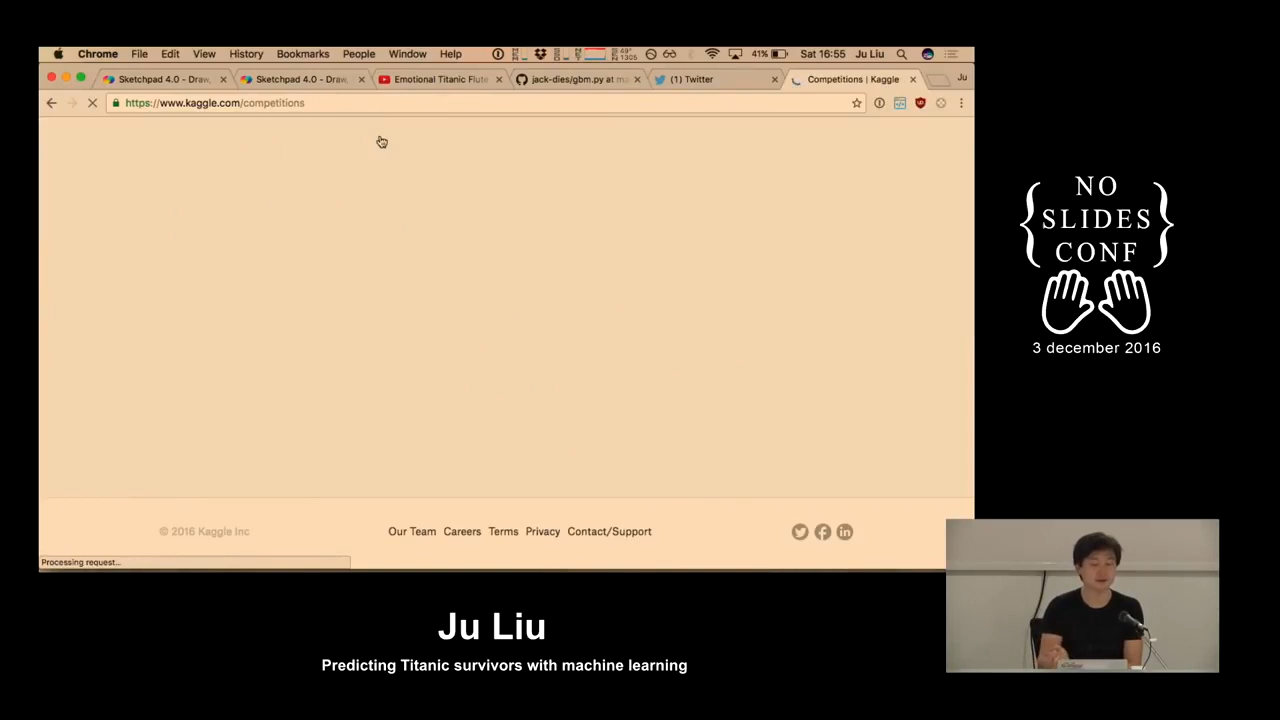 Chrome File Edit View History Bookmarks People Window Help 41% Sat 16:55 Ju Liu
Sketchpad 4.0 - Draw, Sketchpad 4.0 - Draw, Emotional Titanic Flute jack-dies/gbm.py at ma (1) Twitter Competitions | Kaggle Ju
https://www.kaggle.com/competitions
NO
SLIDES
CONF
3 december 2016
© 2016 Kaggle Inc Our Team Careers Terms Privacy Contact/Support
Processing request...
Ju Liu
Predicting Titanic survivors with machine learning